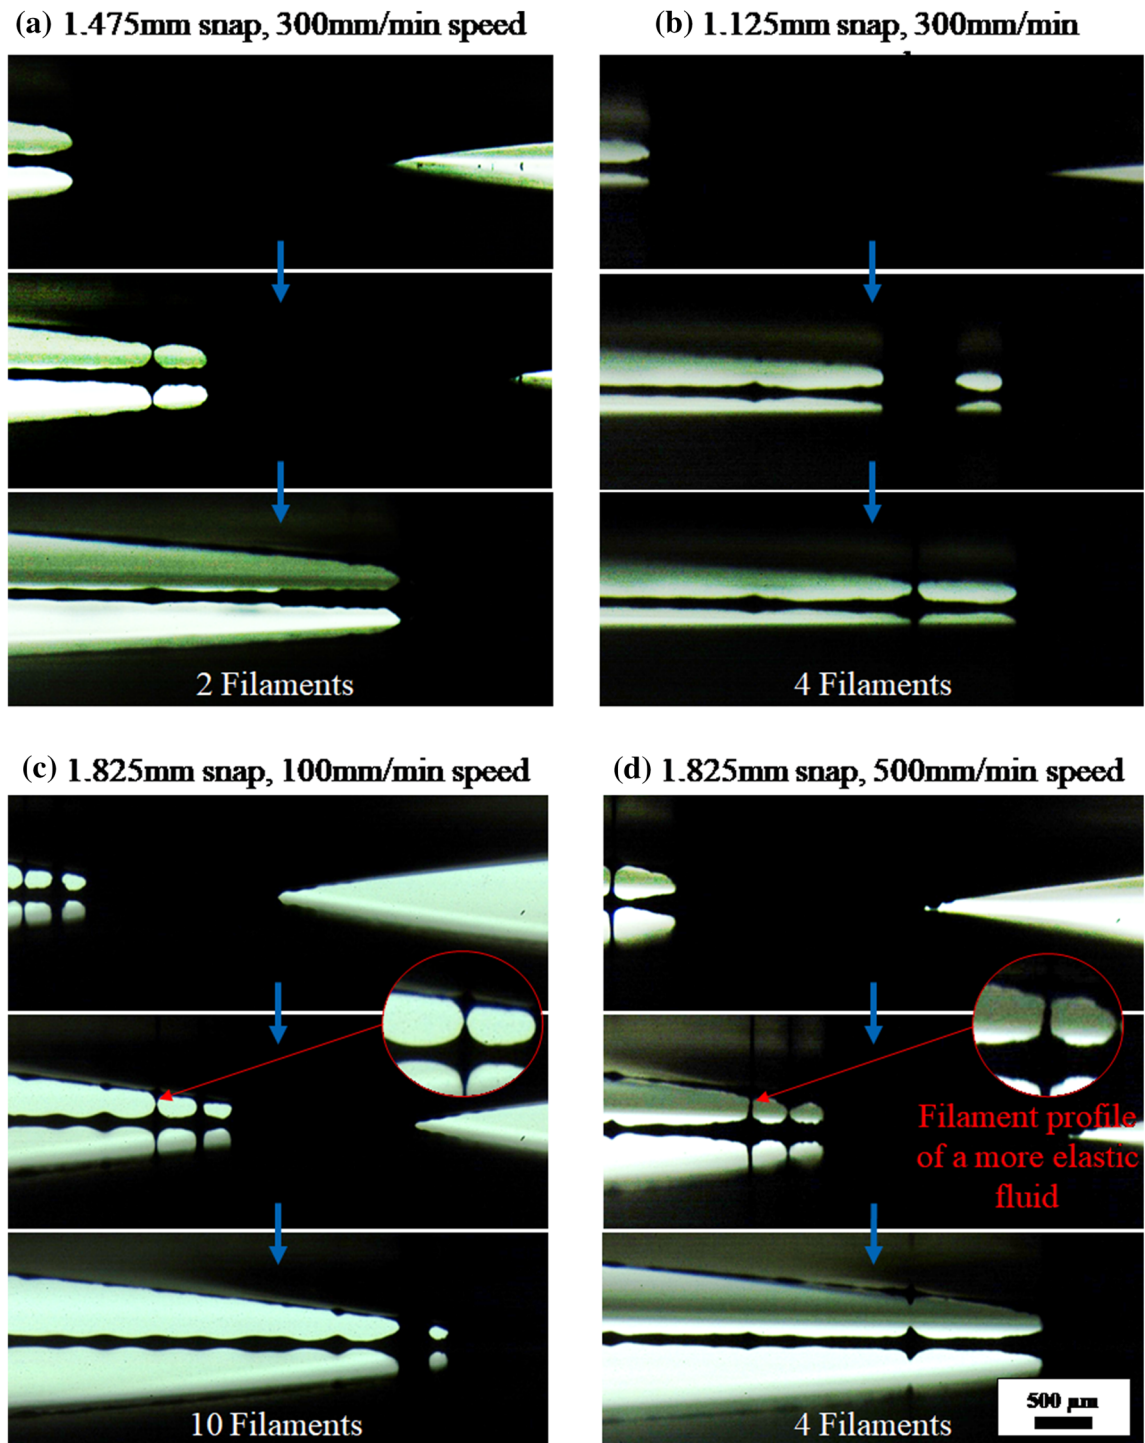 (a) 1.475mm snap, 300mm/min speed
(b) 1.125mm snap, 300mm/min
2 Filaments
4 Filaments
(c) 1.825mm snap, 100mm/min speed
(d) 1.825mm snap, 500mm/min speed
Filament profile
of a more elastic
fluid
10 Filaments
4 Filaments
500 µm